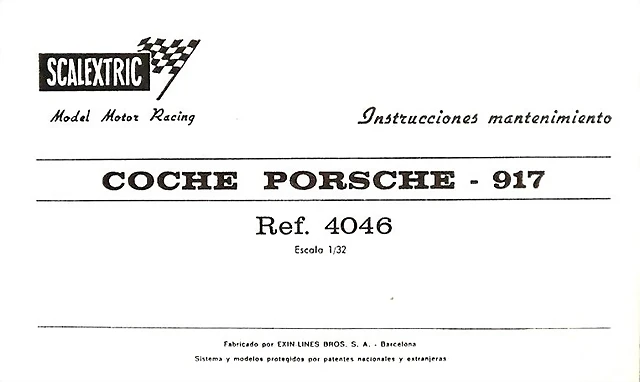 SCALEXTRIC
Model Motor Racing
Instrucciones mantenimiento
COCHE PORSCHE - 917
Ref. 4046
Escala 1/32
Fabricado por EXIN LINES BROS. S. A. - Barcelona
Sistema y modelos protegidos por patentes nacionales y extranjeras